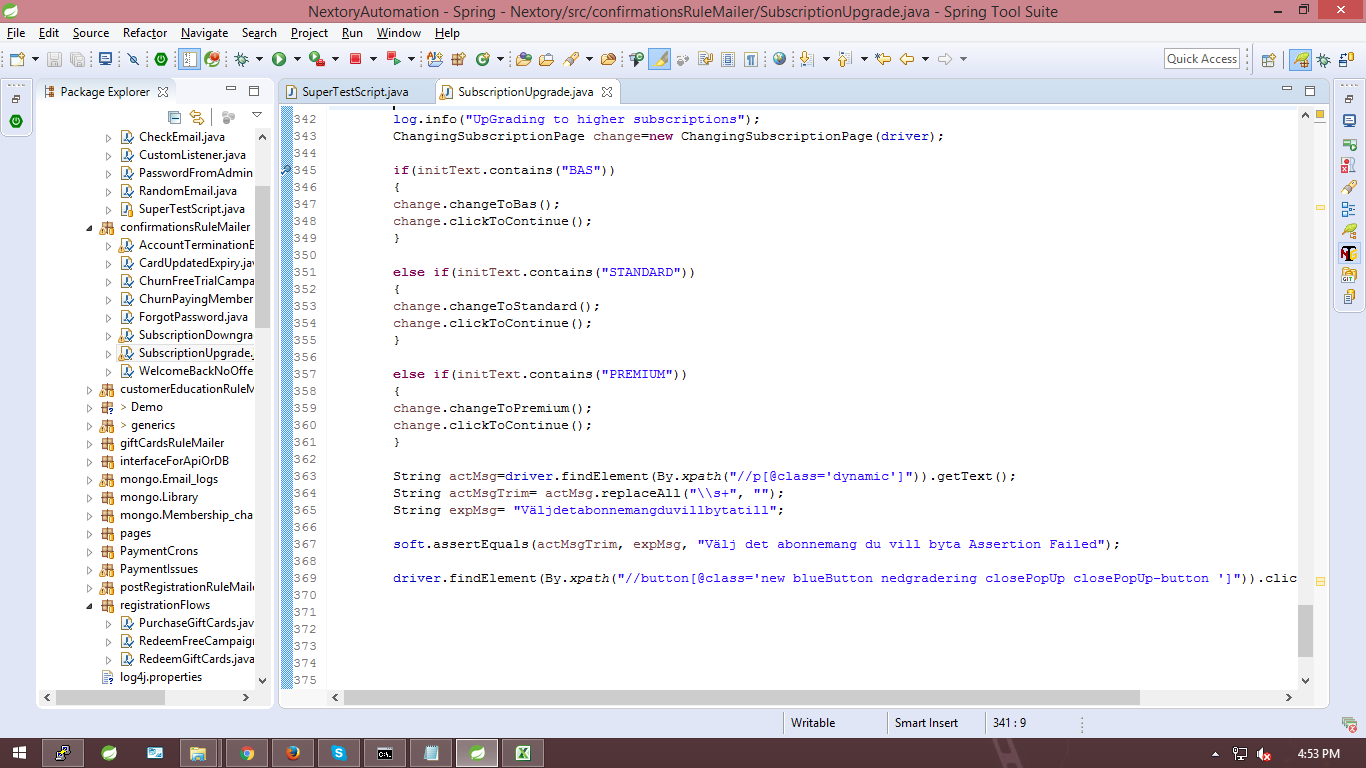 NextoryAutomation - Spring - Nextory/src/confirmationsRuleMailer/SubscriptionUpgrade.java - Spring Tool Suite
File Edit Source Refactor Navigate Search Project Run Window Help
Quick Access
Package Explorer
SuperTestScript.java
SubscriptionUpgrade.java
CheckEmail.java
CustomListener.java
PasswordFromAdmin
RandomEmail.java
SuperTestScript.java
confirmationsRuleMailer
AccountTerminationE
CardUpdatedExpiry.jav
ChurnFreeTrialCampa
ChurnPayingMember
ForgotPassword.java
SubscriptionDowngra
SubscriptionUpgrade.j
WelcomeBackNoOffe
customerEducationRuleM
> Demo
> generics
giftCardsRuleMailer
interfaceForApiOrDB
mongo.Email_logs
mongo.Library
mongo.Membership_cha
pages
PaymentCrons
PaymentIssues
postRegistrationRuleMaile
registrationFlows
PurchaseGiftCards.jav
RedeemFreeCampaig
RedeemGiftCards.java
log4j.properties
342 log.info("UpGrading to higher subscriptions");
343 ChangingSubscriptionPage change=new ChangingSubscriptionPage(driver);
344
345 if(initText.contains("BAS"))
346 {
347 change.changeToBas();
348 change.clickToContinue();
349 }
350
351 else if(initText.contains("STANDARD"))
352 {
353 change.changeToStandard();
354 change.clickToContinue();
355 }
356
357 else if(initText.contains("PREMIUM"))
358 {
359 change.changeToPremium();
360 change.clickToContinue();
361 }
362
363 String actMsg=driver.findElement(By.xpath("//p[@class='dynamic']")).getText();
364 String actMsgTrim= actMsg.replaceAll("\\s+", "");
365 String expMsg= "Väljdetabonnemangduvillbytatill";
366
367 soft.assertEquals(actMsgTrim, expMsg, "Välj det abonnemang du vill byta Assertion Failed");
368
369 driver.findElement(By.xpath("//button[@class='new blueButton nedgradering closePopUp closePopUp-button ']")).clic
370
371
372
373
374
375
Writable Smart Insert 341 : 9
4:53 PM